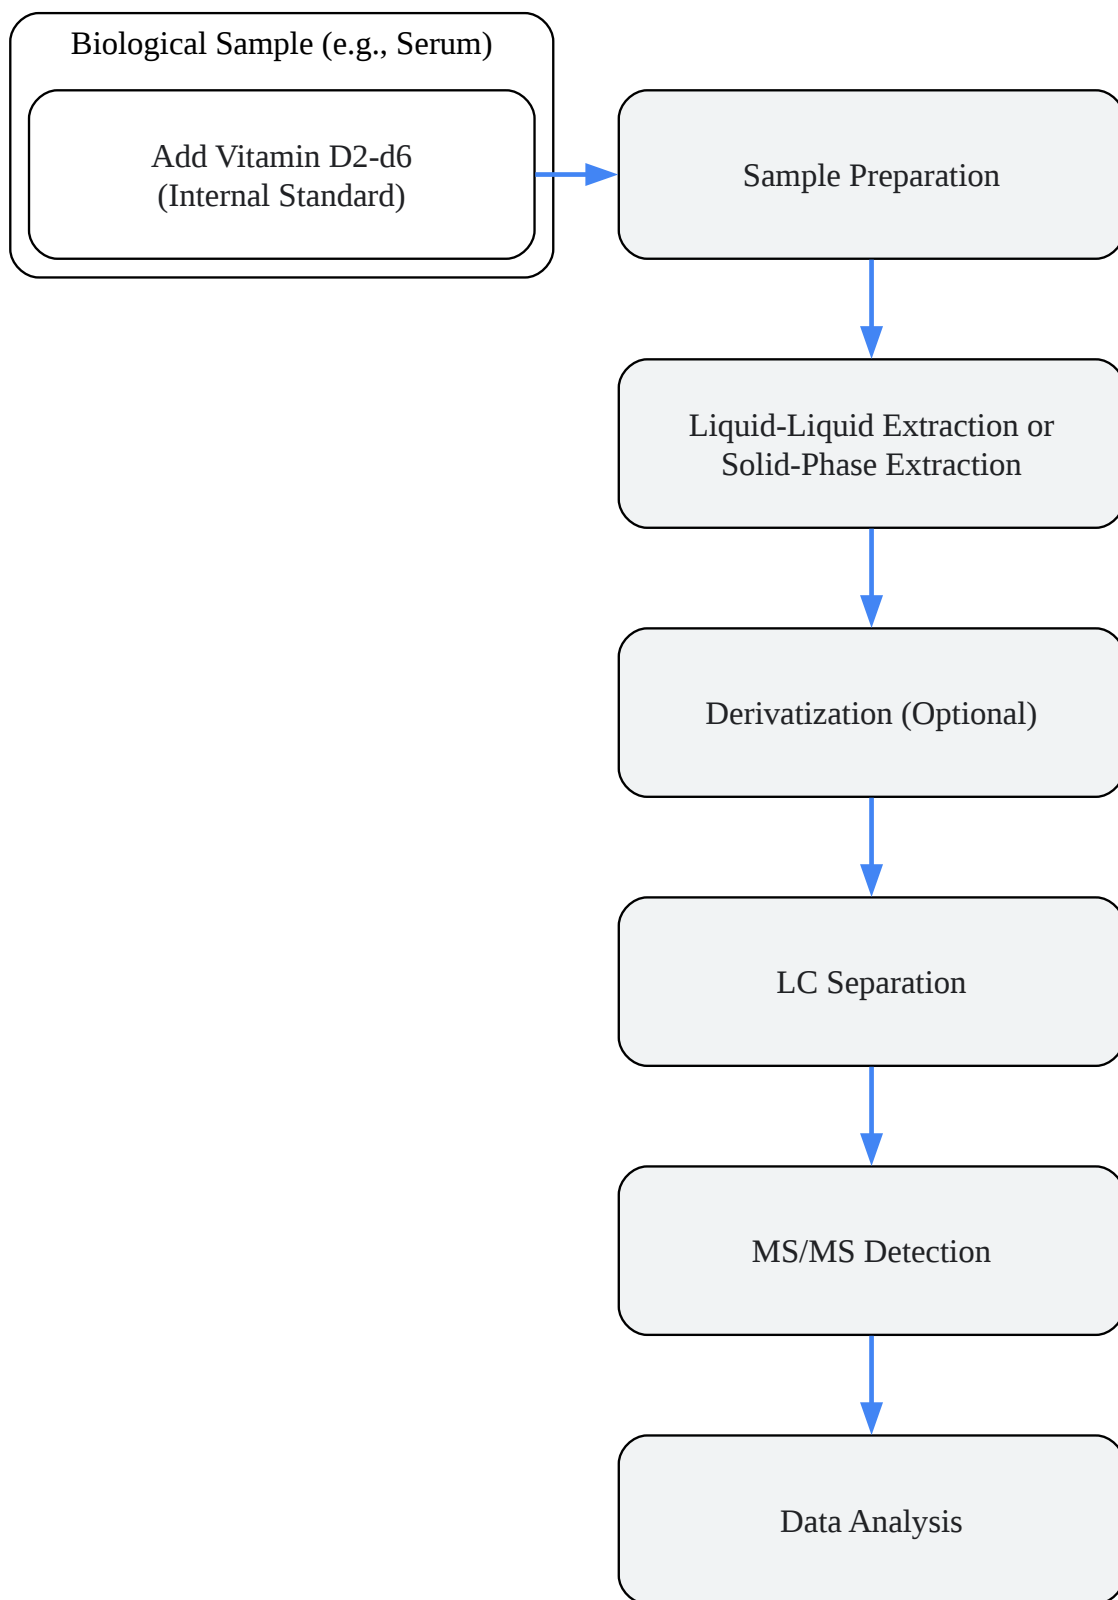 Biological Sample (e.g., Serum)
Add Vitamin D2-d6
(Internal Standard)
Sample Preparation
Liquid-Liquid Extraction or
Solid-Phase Extraction
Derivatization (Optional)
LC Separation
MS/MS Detection
Data Analysis